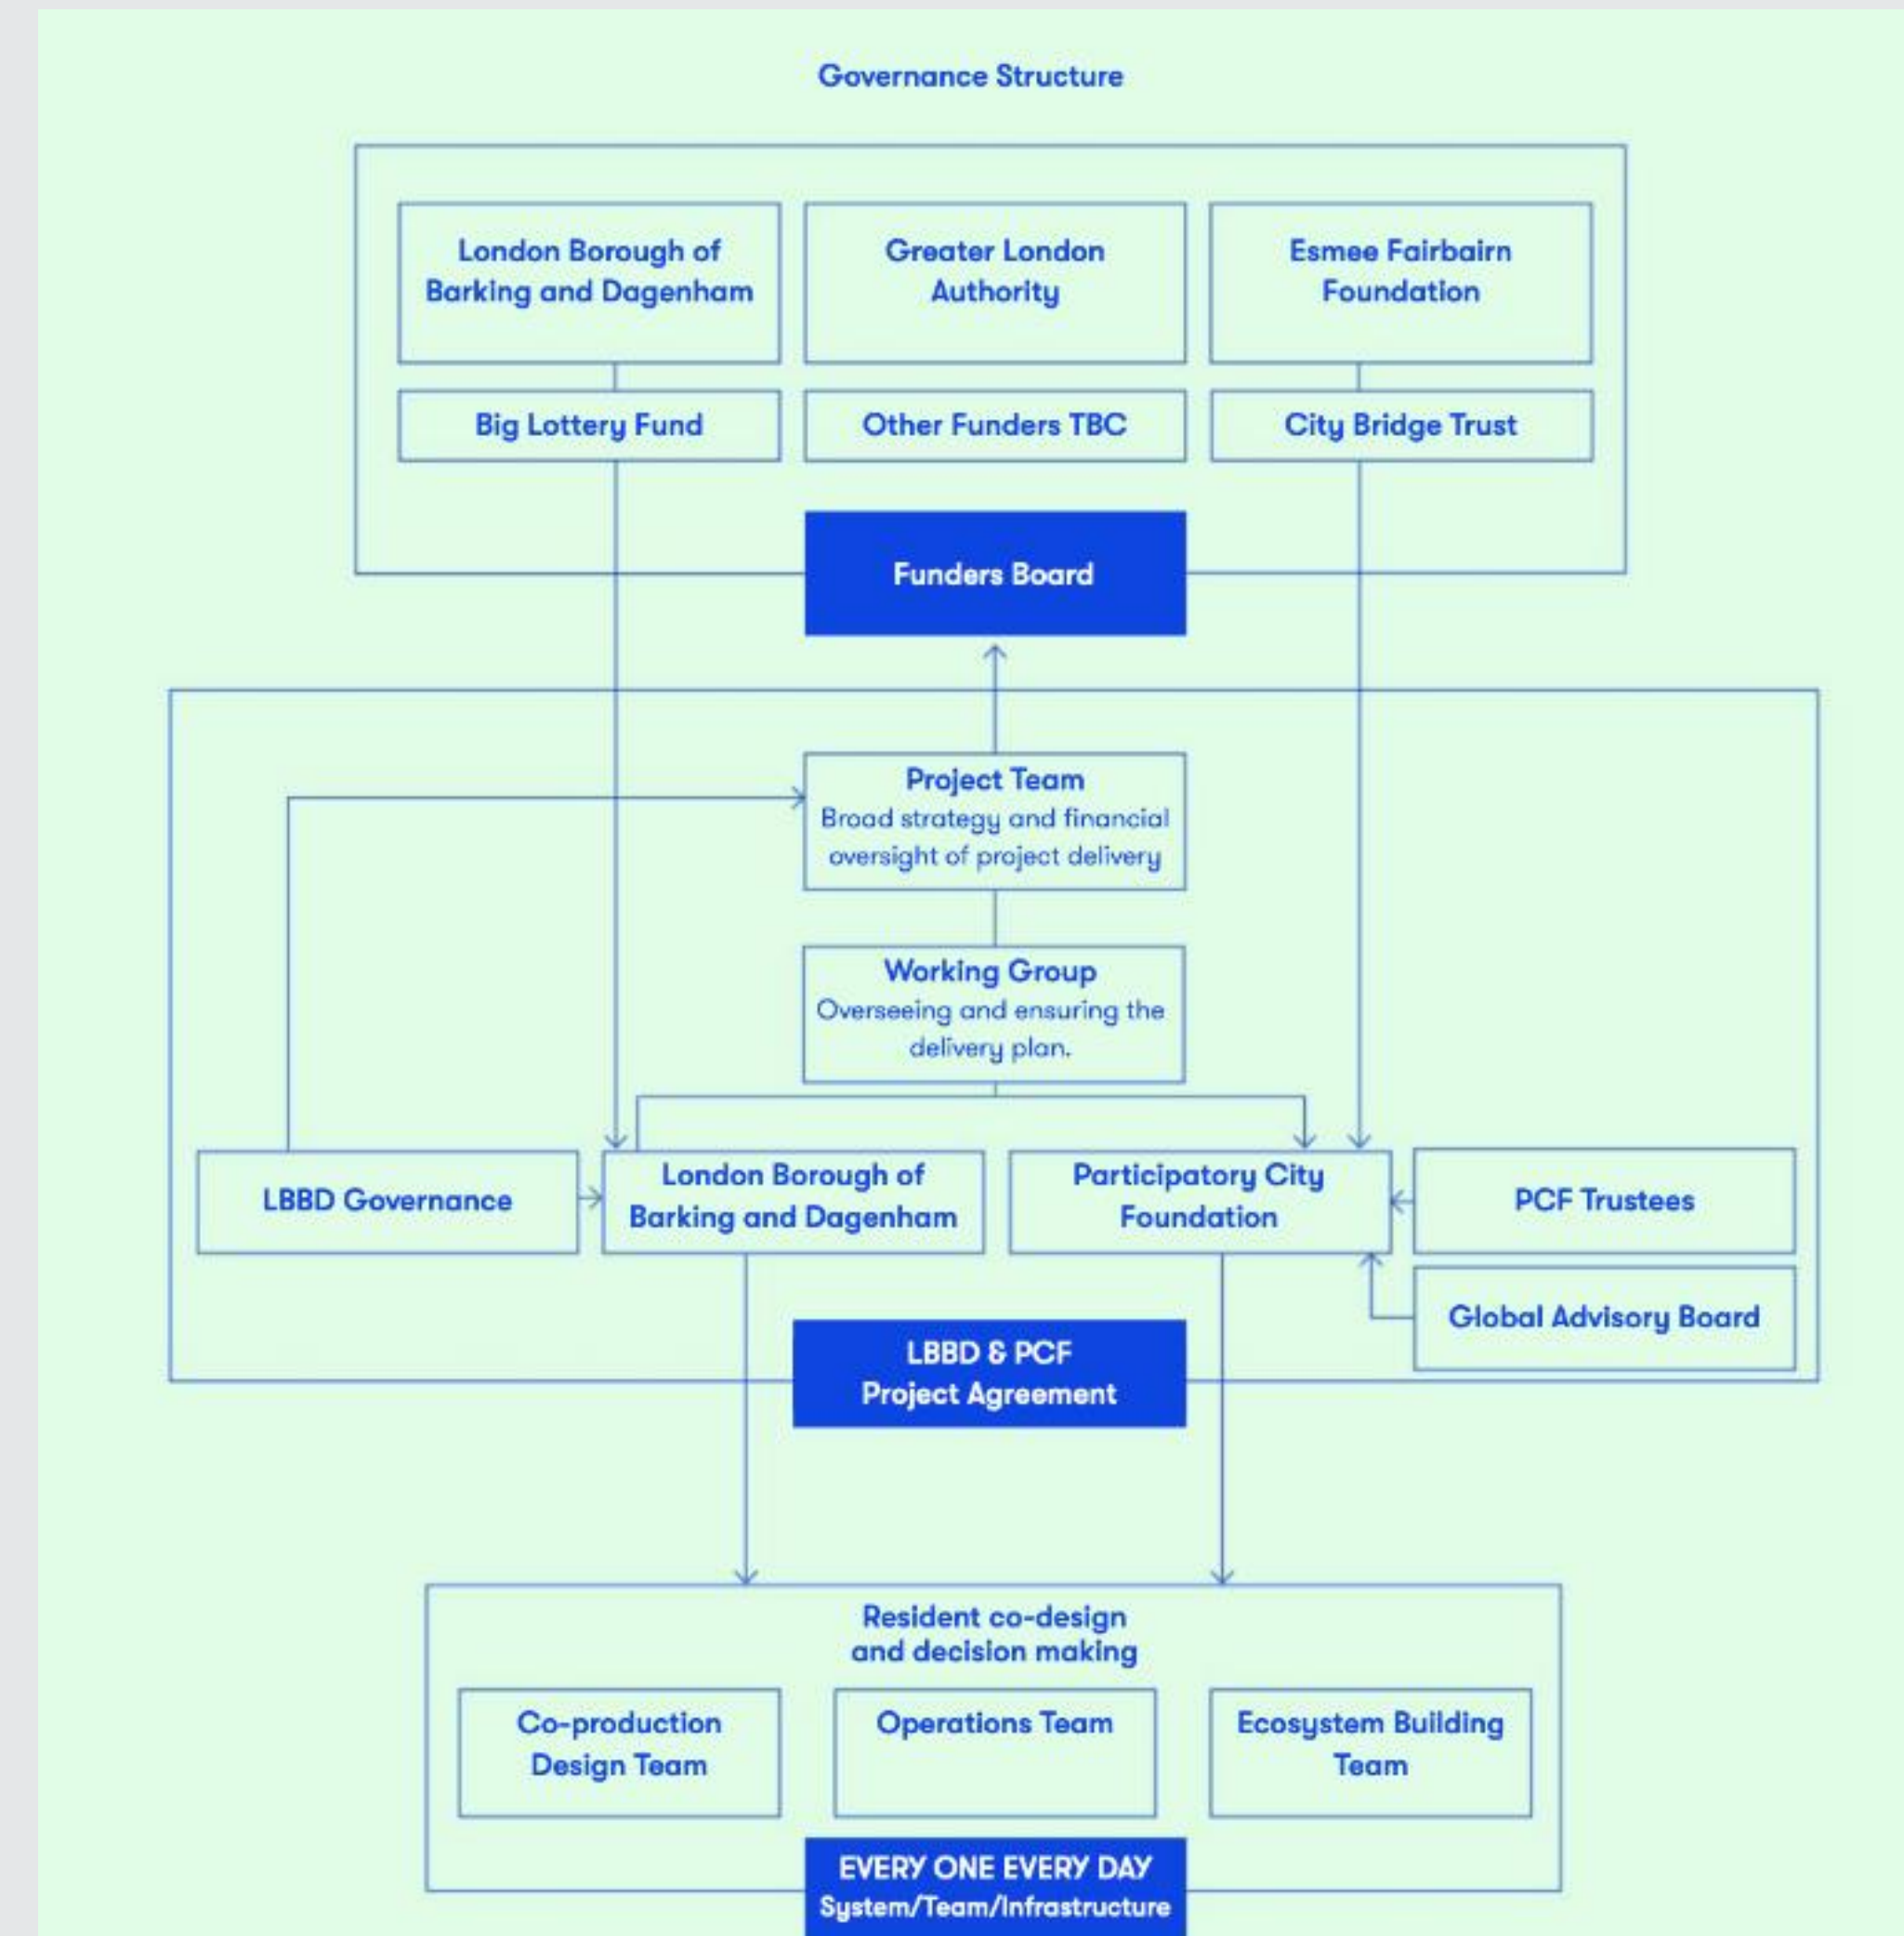 Governance Structure
London Borough of
Barking and Dagenham
Greater London
Authority
Esmee Fairbairn
Foundation
Big Lottery Fund
Other Funders TBC
City Bridge Trust
Funders Board
Project Team
Broad strategy and financial
oversight of project delivery
Working Group
Overseeing and ensuring the
delivery plan.
LBBD Governance
London Borough of
Barking and Dagenham
Participatory City
Foundation
PCF Trustees
Global Advisory Board
LBBD & PCF
Project Agreement
Resident co-design
and decision making
Co-production
Design Team
Operations Team
Ecosystem Building
Team
EVERY ONE EVERY DAY
System/Team/Infrastructure